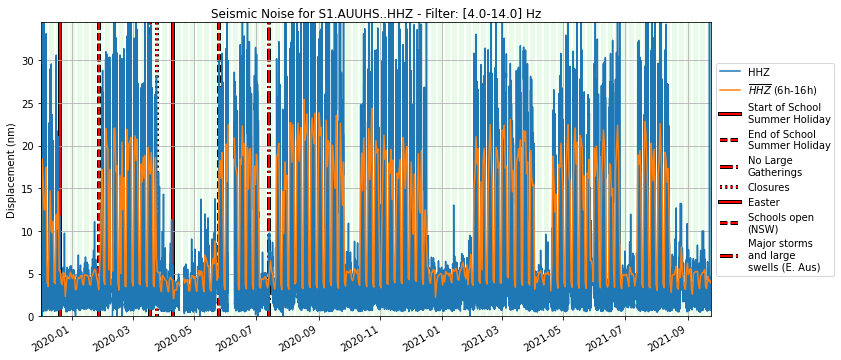 Seismic Noise for S1.AUUHS..HHZ - Filter: [4.0-14.0] Hz
Displacement (nm)
30
25
20
15
10
5
0
2020-01
2020-03
2020-05
2020-07
2020-09
2020-11
2021-01
2021-03
2021-05
2021-07
2021-09
HHZ
HHZ (6h-16h)
Start of School
Summer Holiday
End of School
Summer Holiday
No Large
Gatherings
Closures
Easter
Schools open
(NSW)
Major storms
and large
swells (E. Aus)